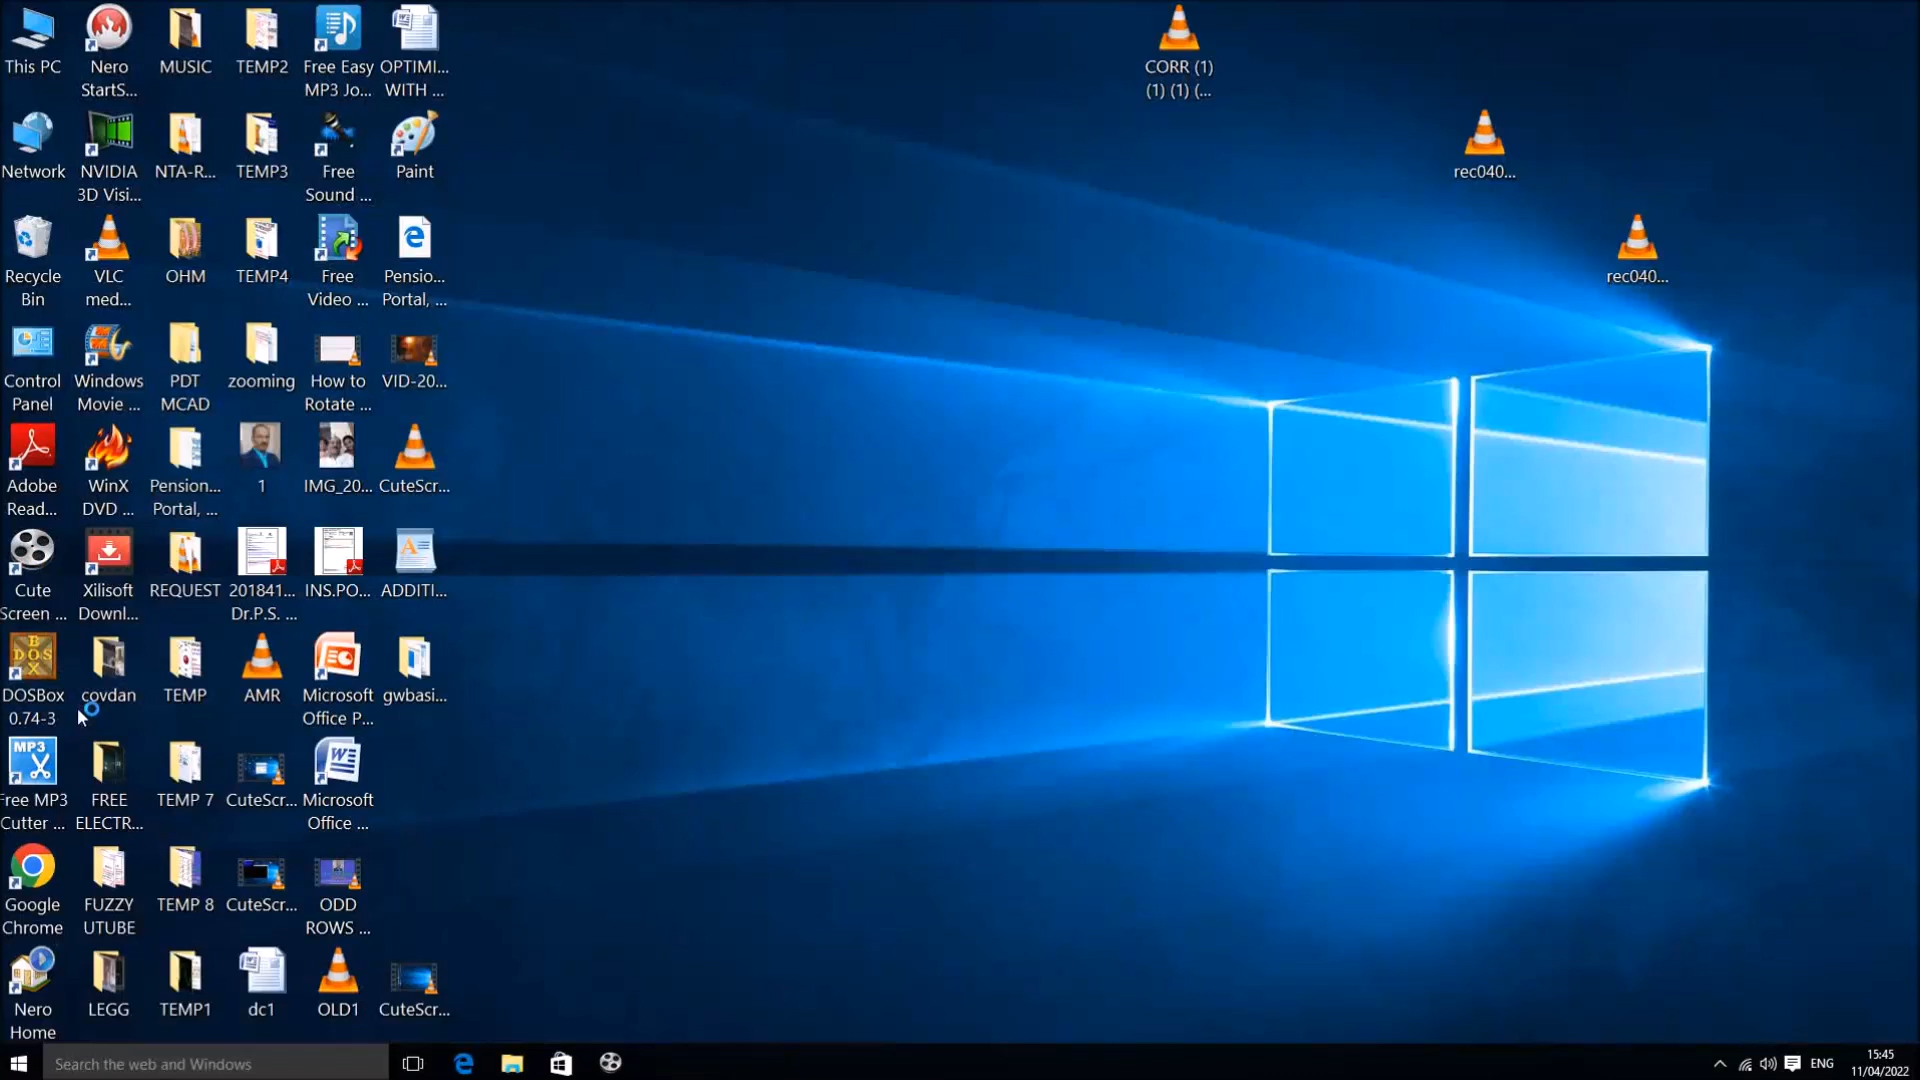 This PC
Nero
StartS...
MUSIC
TEMP2
Free Easy
MP3 Jo...
OPTIMI...
WITH ...
CORR (1)
(1) (1) (...
Network
NVIDIA
3D Visi...
NTA-R...
TEMP3
Free
Sound ...
Paint
rec040...
Recycle
Bin
VLC
med...
OHM
TEMP4
Free
Video ...
Pensio...
Portal, ...
rec040...
Control
Panel
Windows
Movie ...
PDT
MCAD
zooming
How to
Rotate ...
VID-20...
Adobe
Read...
WinX
DVD ...
Pension...
Portal, ...
1
IMG_20...
CuteScr...
Cute
Screen ...
Xilisoft
Downl...
REQUEST
201841...
Dr.P.S. ...
INS.PO...
ADDITI...
DOSBox
0.74-3
covdan
TEMP
AMR
Microsoft
Office P...
gwbasi...
MP3
Free MP3
Cutter ...
FREE
ELECTR...
TEMP 7
CuteScr...
Microsoft
Office ...
Google
Chrome
FUZZY
UTUBE
TEMP 8
CuteScr...
ODD
ROWS ...
Nero
Home
LEGG
TEMP1
dc1
OLD1
CuteScr...
Search the web and Windows
ENG
15:45
11/04/2022